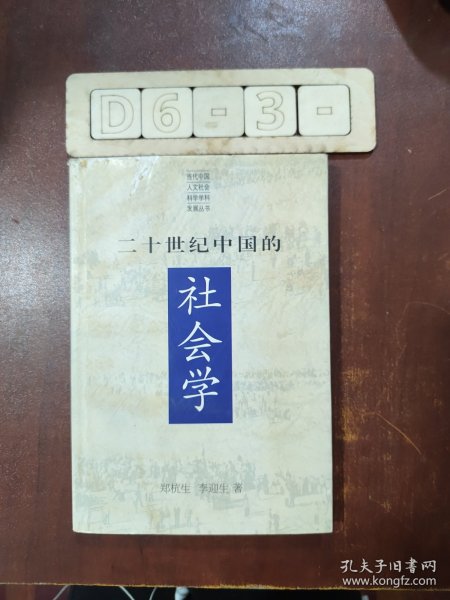 D6-3-
当代中国
人文社会
科学学科
发展丛书
二十世纪中国的
社会学
郑杭生 李迎生 著
孔夫子旧书网
www.kongfz.com